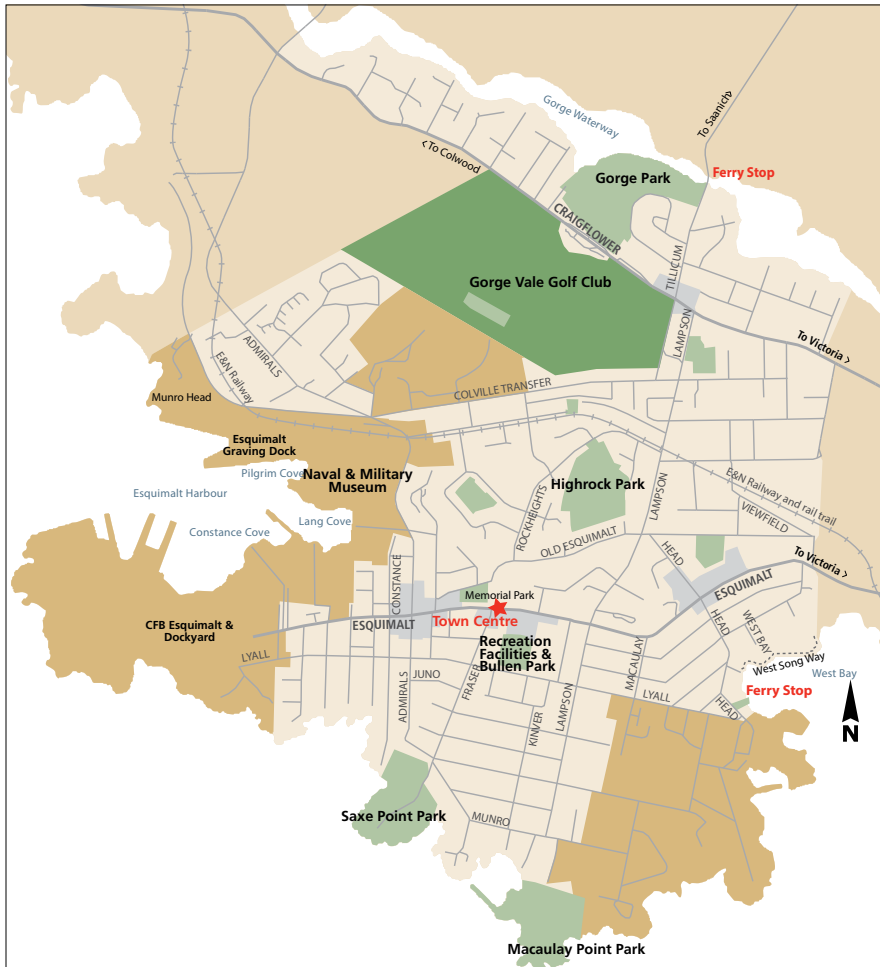 Gorge Waterway
To Saanich>
<To Colwood
Ferry Stop
Gorge Park
CRAIGFLOWER
TILLICUM
Gorge Vale Golf Club
LAMPSON
To Victoria >
ADMIRALS
E&N Railway
COLVILLE TRANSFER
Munro Head
Esquimalt
Graving Dock
Pilgrim Cove
Naval & Military
Museum
Esquimalt Harbour
Constance Cove
Lang Cove
Highrock Park
ROCKHEIGHTS
LAMPSON
E&N Railway and rail trail
VIEWFIELD
OLD ESQUIMALT
HEAD
To Victoria >
CONSTANCE
Memorial Park
ESQUIMALT
ESQUIMALT
Town Centre
CFB Esquimalt &
Dockyard
Recreation
Facilities &
Bullen Park
HEAD
WEST BAY
MACAULAY
LYALL
West Song Way
West Bay
Ferry Stop
ADMIRALS
JUNO
FRASER
KINVER
LAMPSON
LYALL
HEAD
N
Saxe Point Park
MUNRO
Macaulay Point Park